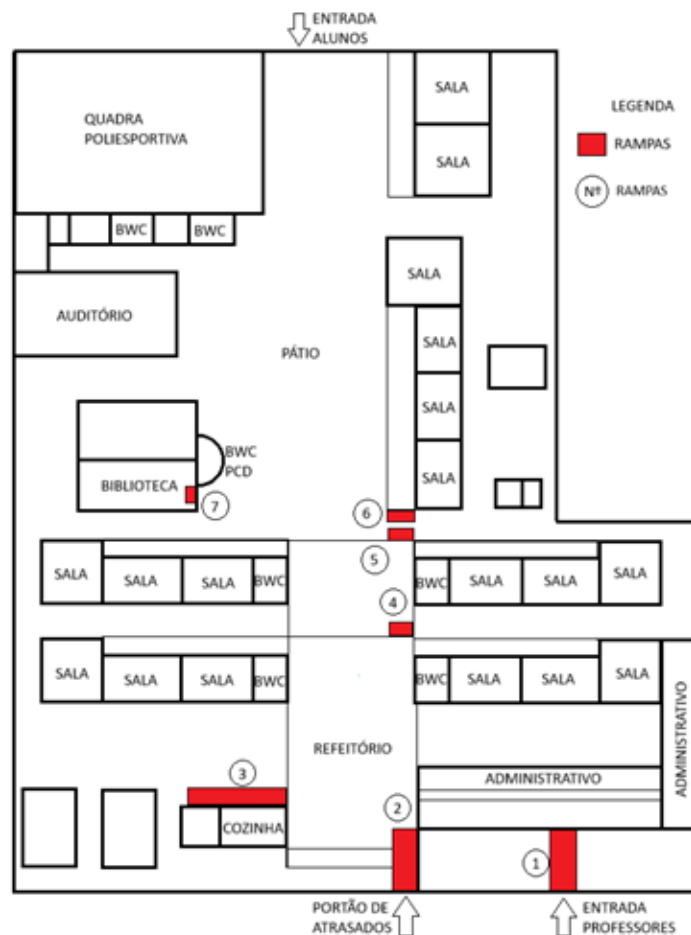 ENTRADA
ALUNOS
QUADRA
POLIESPORTIVA
SALA
LEGENDA
RAMPAS
SALA
Nº
RAMPAS
BWC
BWC
SALA
AUDITÓRIO
SALA
PÁTIO
SALA
BWC
PCD
BIBLIOTECA
SALA
7
6
5
SALA
SALA
SALA
BWC
4
BWC
SALA
SALA
SALA
SALA
SALA
SALA
BWC
BWC
SALA
SALA
SALA
REFEITÓRIO
ADMINISTRATIVO
3
ADMINISTRATIVO
2
COZINHA
1
PORTÃO DE
ATRASADOS
ENTRADA
PROFESSORES